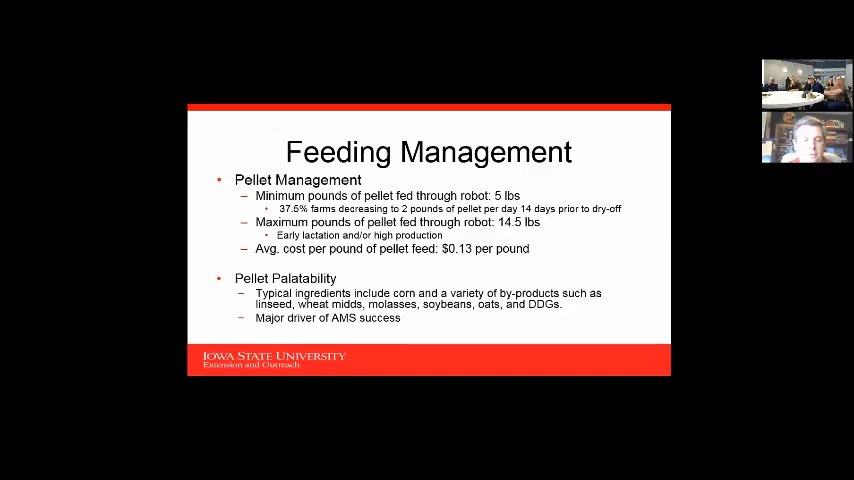 Feeding Management
• Pellet Management
– Minimum pounds of pellet fed through robot: 5 lbs
• 37.5% farms decreasing to 2 pounds of pellet per day 14 days prior to dry-off
– Maximum pounds of pellet fed through robot: 14.5 lbs
• Early lactation and/or high production
– Avg. cost per pound of pellet feed: $0.13 per pound
• Pellet Palatability
– Typical ingredients include corn and a variety of by-products such as
linseed, wheat midds, molasses, soybeans, oats, and DDGs.
– Major driver of AMS success
IOWA STATE UNIVERSITY
Extension and Outreach